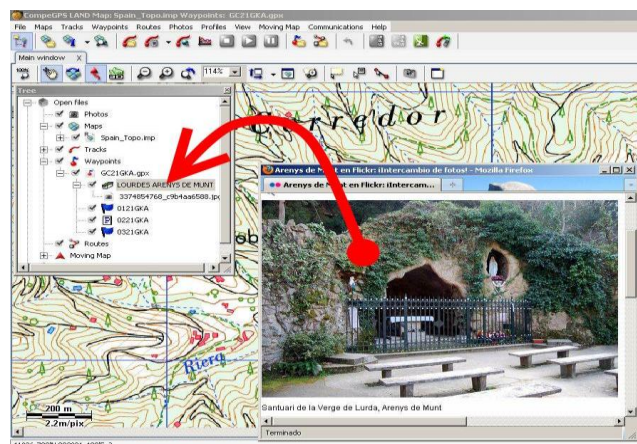 CompeGPS LAND Map: Spain_Topo.imp Waypoints: GC21GKA.gpx
File Maps Tracks Waypoints Routes Photos Profiles View Moving Map Communications Help
Main window X
114%
Tree
Open files
Photos
Maps
Spain_Topo.imp
Tracks
Waypoints
GC21GKA.gpx
LOURDES ARENYS DE MUNT
3374854768_c9b4aa6588.jpg
0121GKA
0221GKA
0321GKA
Routes
Moving Map
Corredor
ob
Riera
200 m
2.2m/pix
Arenys de Munt en Flickr: ¡Intercambio de fotos! - Mozilla Firefox
Arenys de Munt en Flickr: ¡Intercam...
Santuari de la Verge de Lurda, Arenys de Munt
Terminado